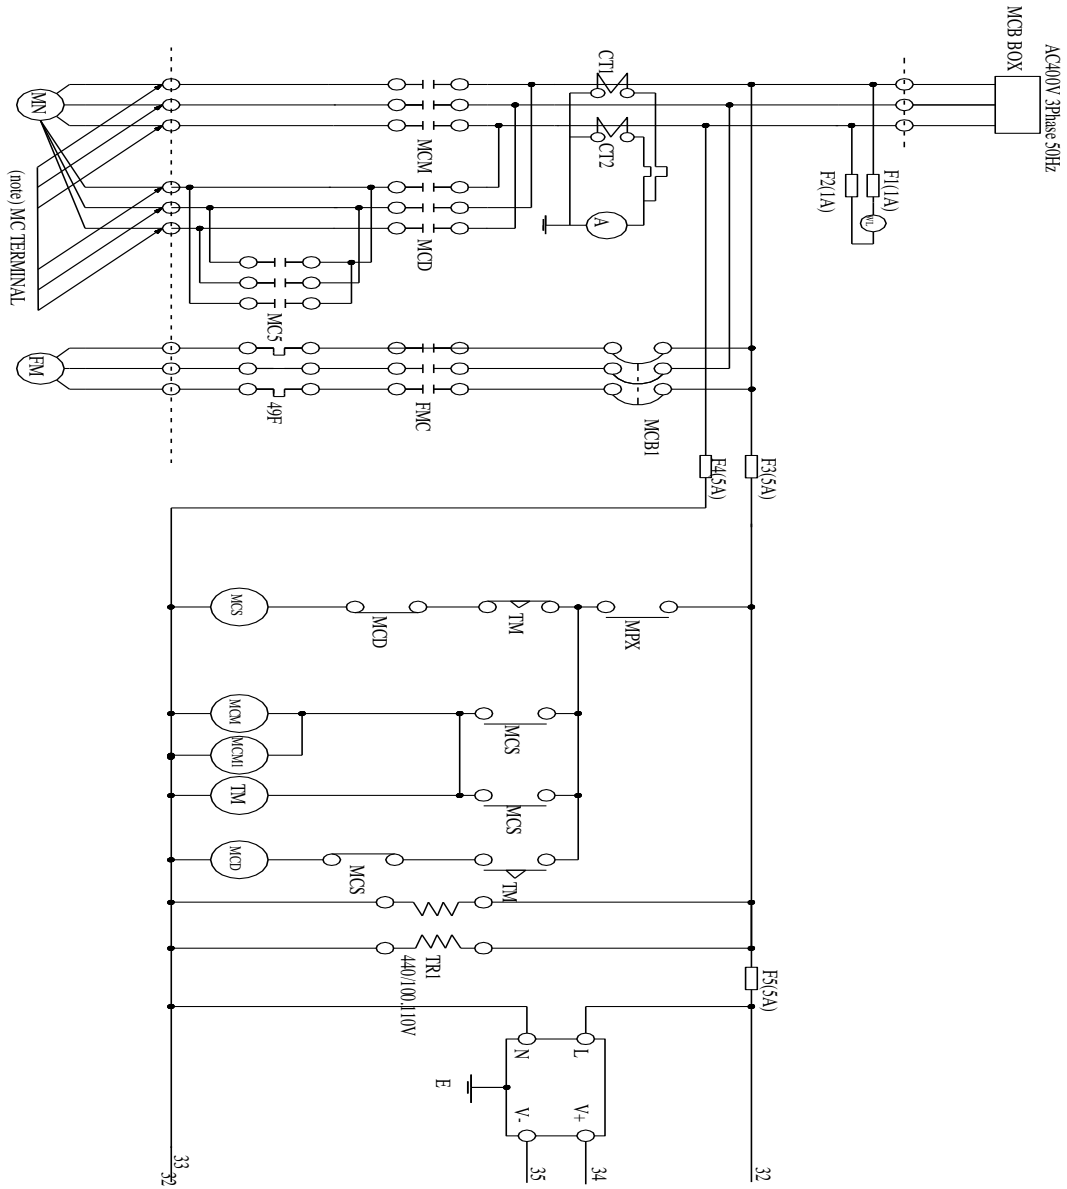 AC400V 3Phase 50Hz
MCB BOX
F1(1A)
WL
F2(1A)
CT1
CT2
A
MCM
MCD
MC5
MN
(note) MC TERMINAL
MCB1
FMC
49F
FM
F3(5A)
F4(5A)
MPX
TM
MCD
MCS
MCS
MCM
MCM1
MCS
TM
TM
MCS
MCD
TR1
440/100.110V
F5(5A)
L
N
E
V+
V-
32
34
35
33
32